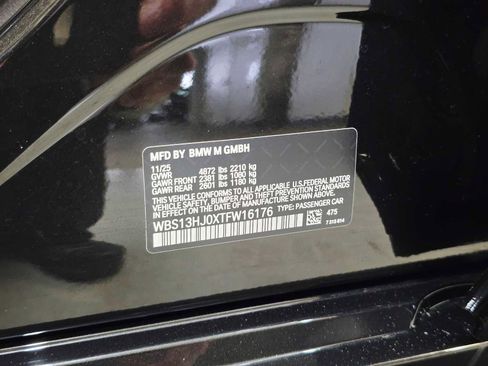 MFD BY BMW M GMBH
11/25
GVWR 4872 lbs 2210 kg
GAWR FRONT 2381 lbs 1080 kg
GAWR REAR 2601 lbs 1180 kg
THIS VEHICLE CONFORMS TO ALL APPLICABLE U.S. FEDERAL MOTOR
VEHICLE SAFETY, BUMPER AND THEFT PREVENTION STANDARDS IN
EFFECT ON THE DATE OF MANUFACTURE SHOWN ABOVE.
WBS13HJ0XTFW16176 TYPE: PASSENGER CAR
475